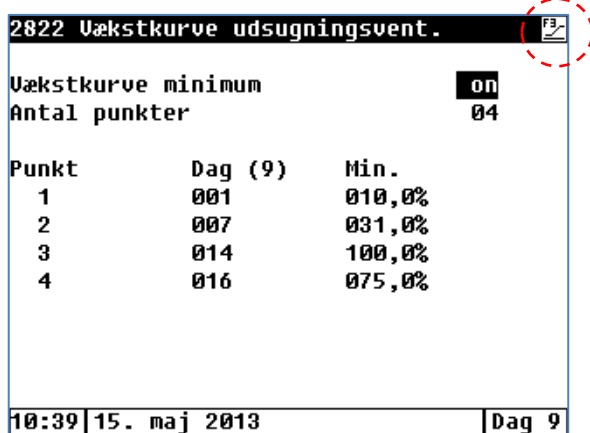 2822 Vækstkurve udsugningsvent. F3
Vækstkurve minimum on
Antal punkter 04
Punkt Dag (9) Min.
1 001 010,0%
2 007 031,0%
3 014 100,0%
4 016 075,0%
10:39 15. maj 2013 Dag 9